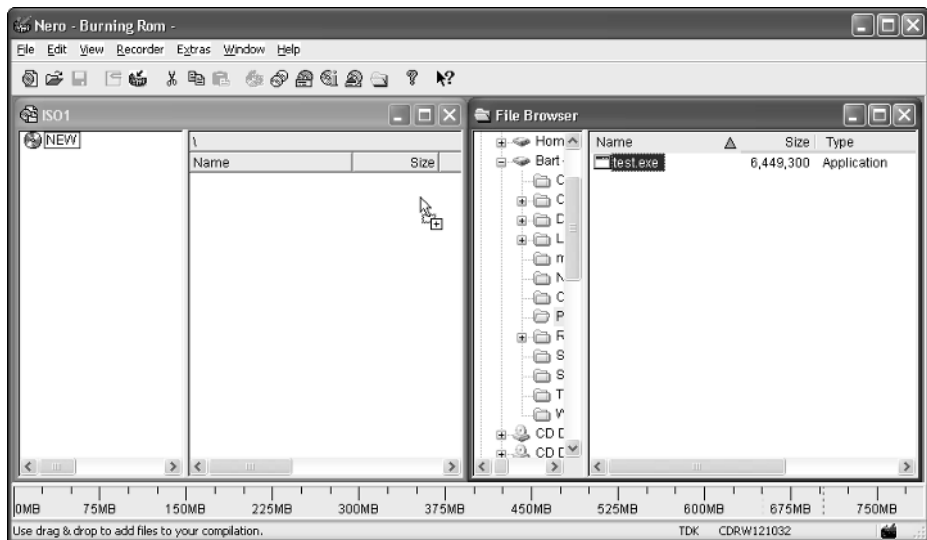 Nero - Burning Rom -
File Edit View Recorder Extras Window Help
ISO1
NEW
\
Name Size
File Browser
Hom
Bart -
C
C
D
L
m
N
C
P
R
S
S
T
W
CD D
CD D
Name Size Type
test.exe 6,449,300 Application
0MB 75MB 150MB 225MB 300MB 375MB 450MB 525MB 600MB 675MB 750MB
Use drag & drop to add files to your compilation. TDK CDRW121032